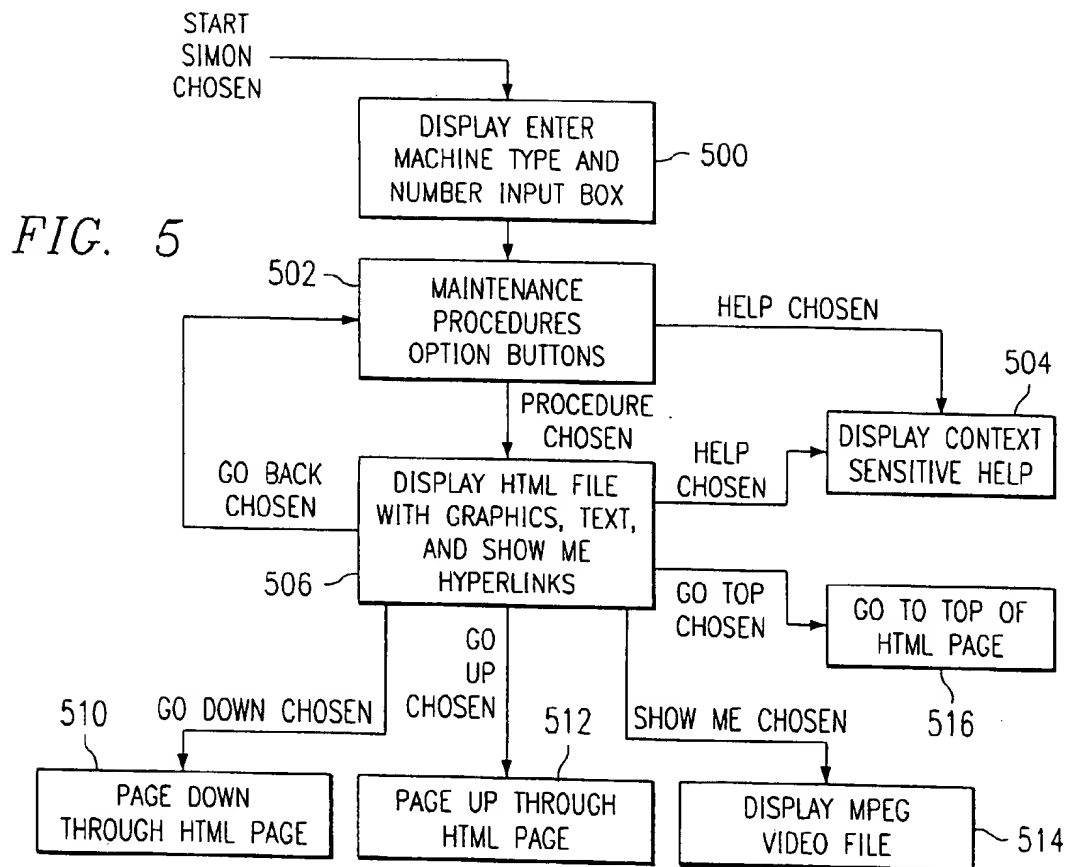 START
SIMON
CHOSEN
DISPLAY ENTER
MACHINE TYPE AND
NUMBER INPUT BOX
500
FIG. 5
502
MAINTENANCE
PROCEDURES
OPTION BUTTONS
HELP CHOSEN
504
PROCEDURE
CHOSEN
DISPLAY CONTEXT
SENSITIVE HELP
HELP
CHOSEN
GO BACK
CHOSEN
DISPLAY HTML FILE
WITH GRAPHICS, TEXT,
AND SHOW ME
HYPERLINKS
506
GO TOP
CHOSEN
GO TO TOP OF
HTML PAGE
516
GO
UP
CHOSEN
510
GO DOWN CHOSEN
512
SHOW ME CHOSEN
PAGE DOWN
THROUGH HTML PAGE
PAGE UP THROUGH
HTML PAGE
DISPLAY MPEG
VIDEO FILE
514